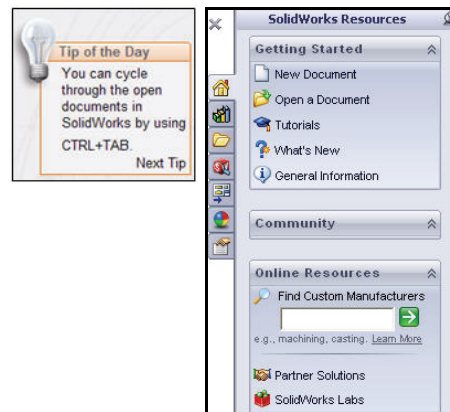 Tip of the Day
You can cycle
through the open
documents in
SolidWorks by using
CTRL+TAB.
Next Tip
SolidWorks Resources
Getting Started
New Document
Open a Document
Tutorials
What's New
General Information
Community
Online Resources
Find Custom Manufacturers
e.g., machining, casting. Learn More
Partner Solutions
SolidWorks Labs